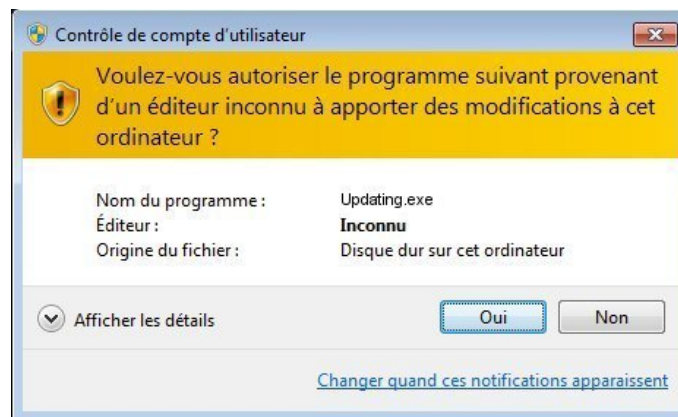 Contrôle de compte d'utilisateur
Voulez-vous autoriser le programme suivant provenant
d'un éditeur inconnu à apporter des modifications à cet
ordinateur ?
Nom du programme : Updating.exe
Éditeur : Inconnu
Origine du fichier : Disque dur sur cet ordinateur
Afficher les détails Oui Non
Changer quand ces notifications apparaissent